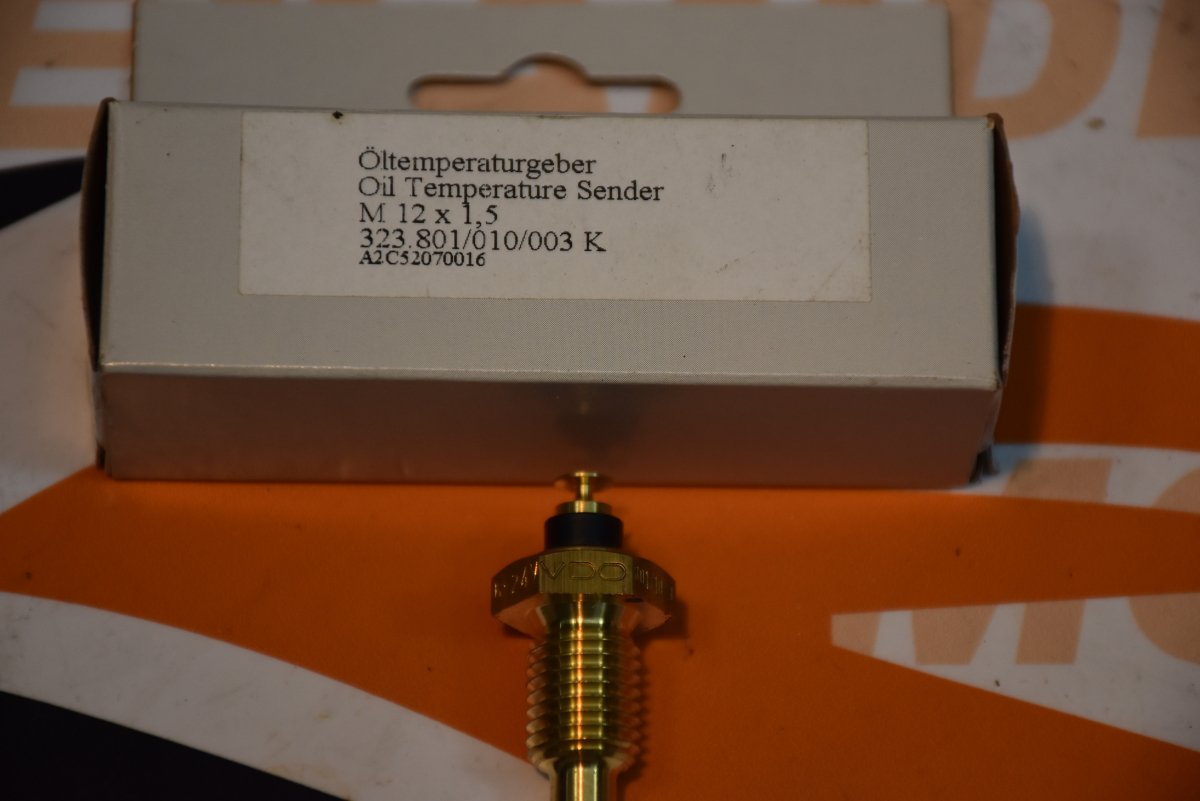 Öltemperaturgeber
Oil Temperature Sender
M 12 x 1,5
323.801/010/003 K
A2C52070016
VDO